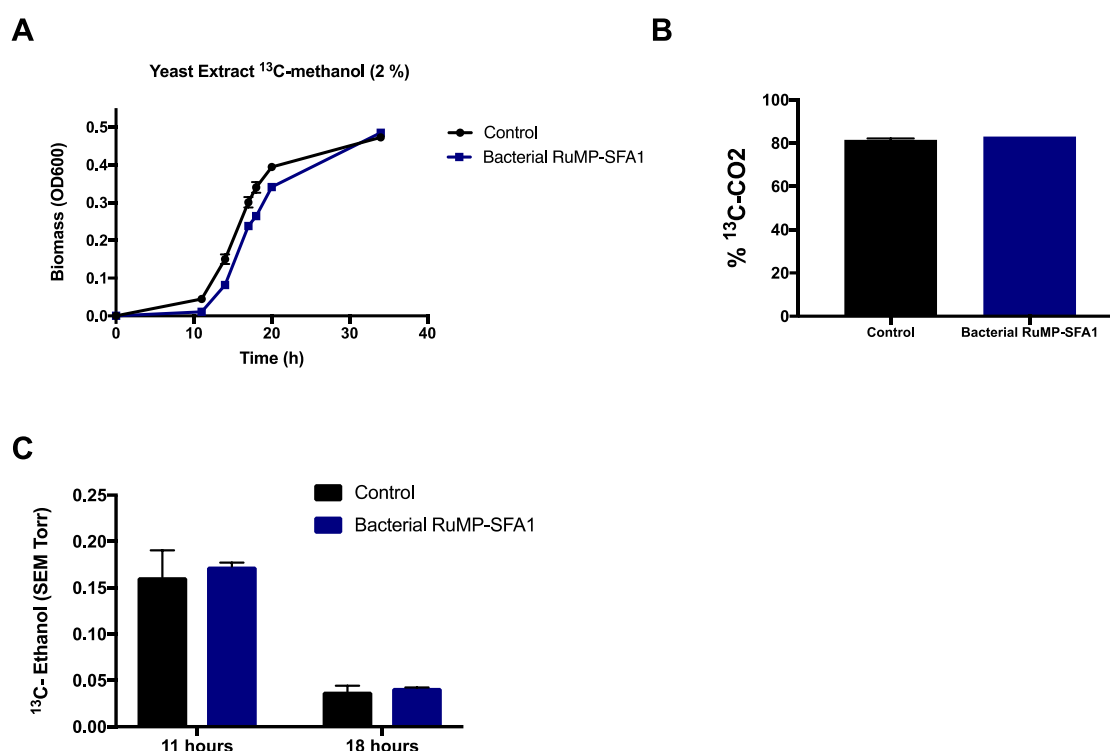 A
Yeast Extract ¹³C-methanol (2 %)
Biomass (OD600)
0.5
0.4
0.3
0.2
0.1
0.0
0
10
20
30
40
Time (h)
Control
Bacterial RuMP-SFA1
B
% ¹³C-CO2
100
80
60
40
20
0
Control
Bacterial RuMP-SFA1
C
¹³C- Ethanol (SEM Torr)
0.25
0.20
0.15
0.10
0.05
0.00
11 hours
18 hours
Control
Bacterial RuMP-SFA1